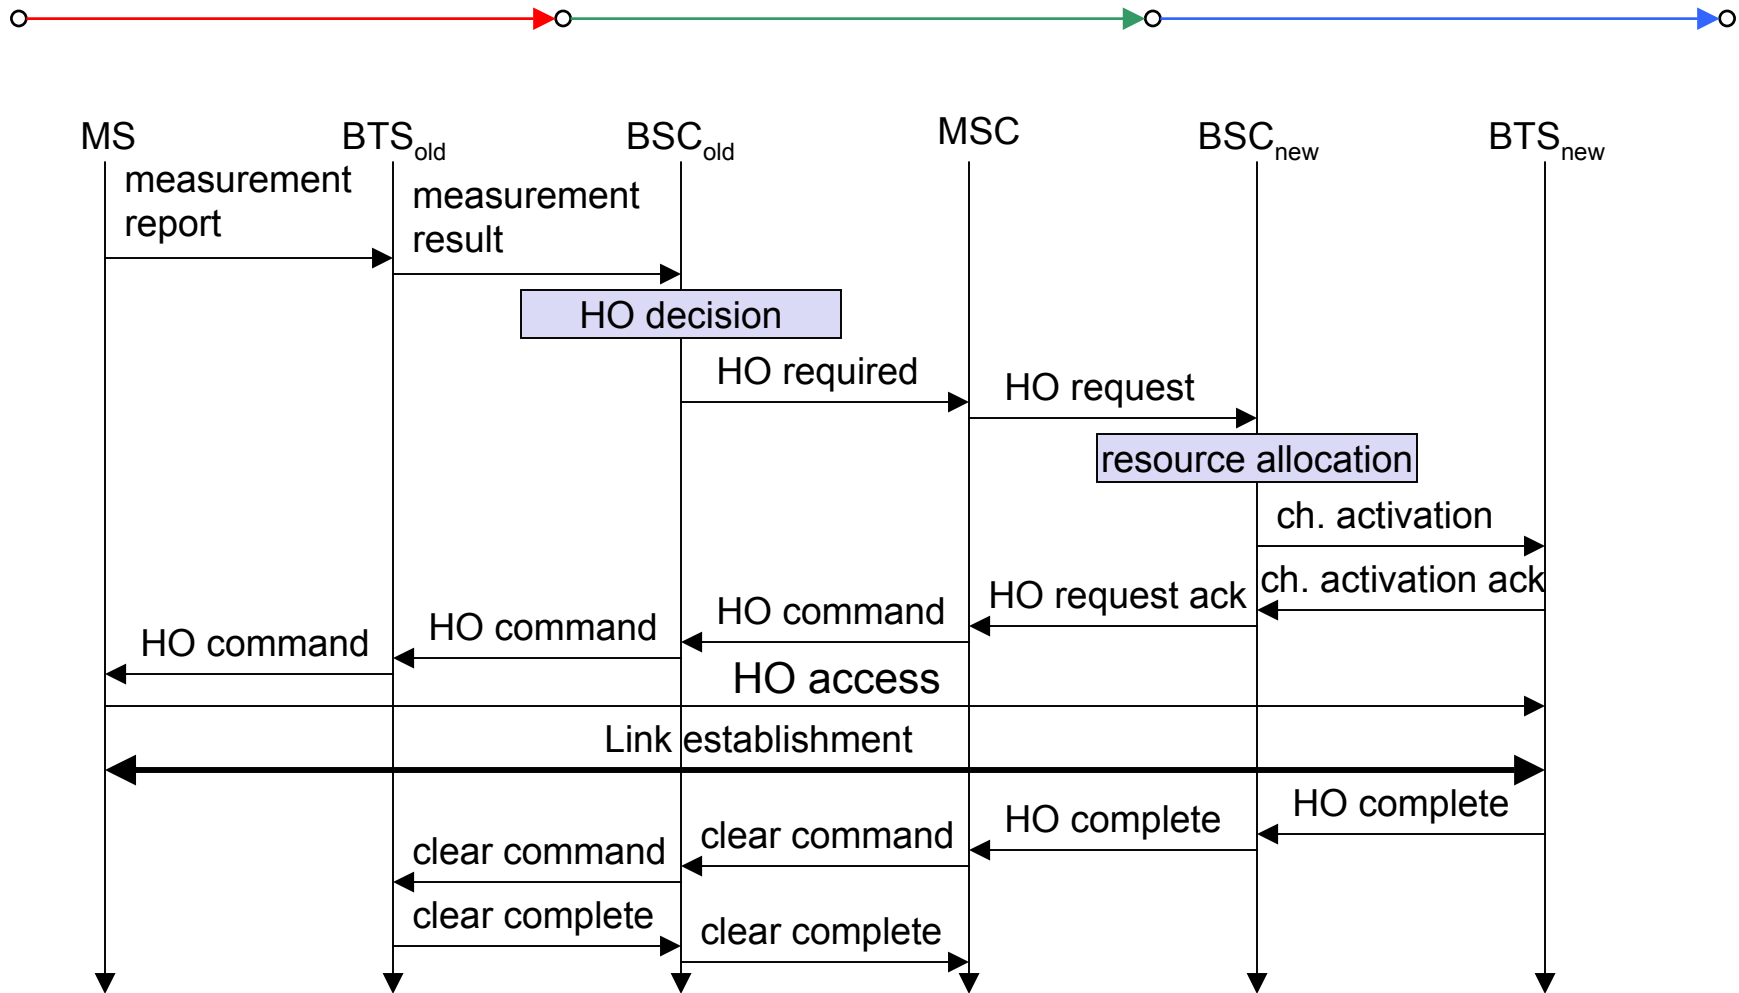 MS BTSold BSCold MSC BSCnew BTSnew
measurement
report
measurement
result
HO decision
HO required
HO request
resource allocation
ch. activation
ch. activation ack
HO request ack
HO command
HO command
HO command
HO access
Link establishment
HO complete
HO complete
clear command
clear command
clear complete
clear complete